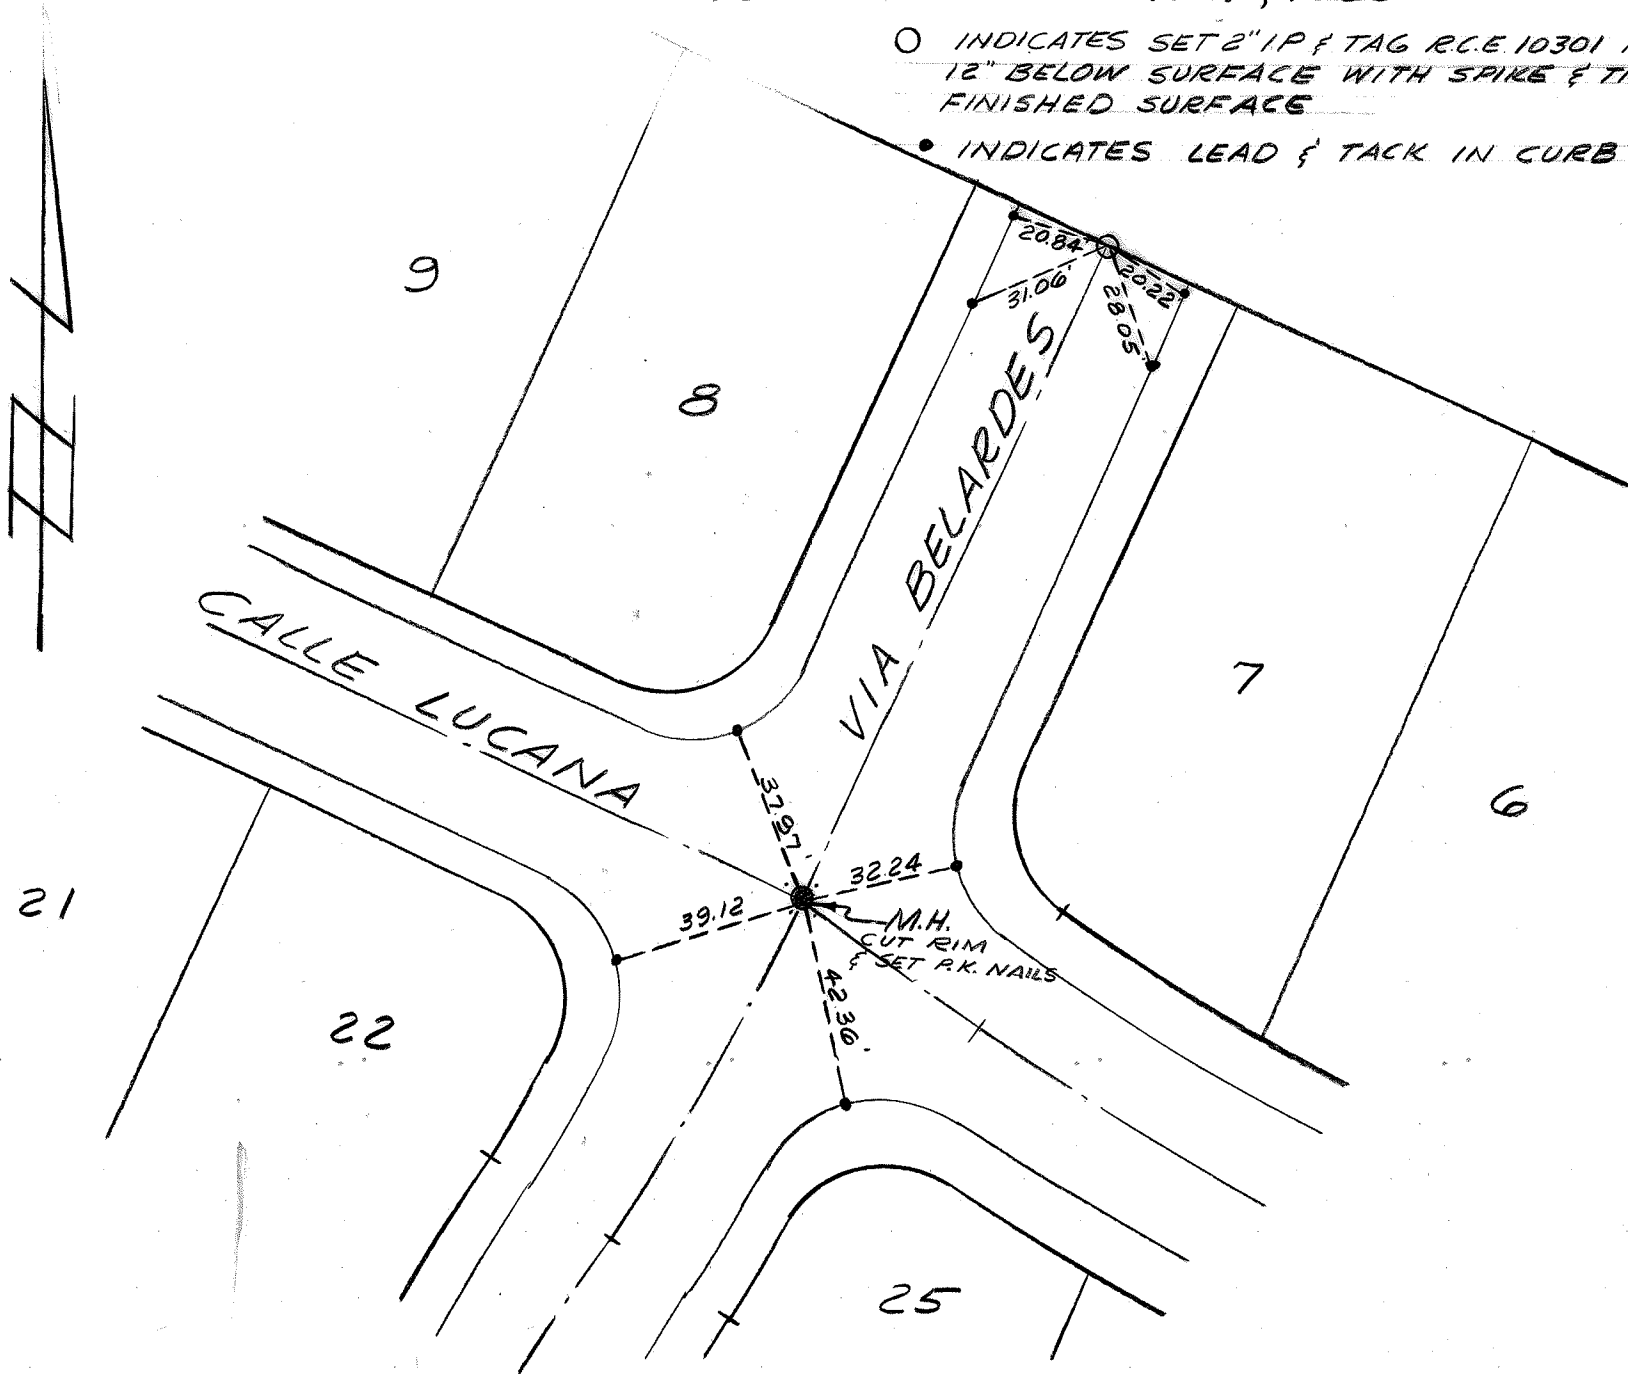 INDICATES SET 2" I.P & TAG R.C.E. 10301
12" BELOW SURFACE WITH SPIKE &
FINISHED SURFACE
INDICATES LEAD & TACK IN CURB
20.84'
31.06'
20.22'
28.05'
9
8
VIA BELARDES
CALLE LUCANA
7
6
32.24
39.12
M.H.
CUT RIM
& SET P.K. NAILS
42.36'
21
22
25